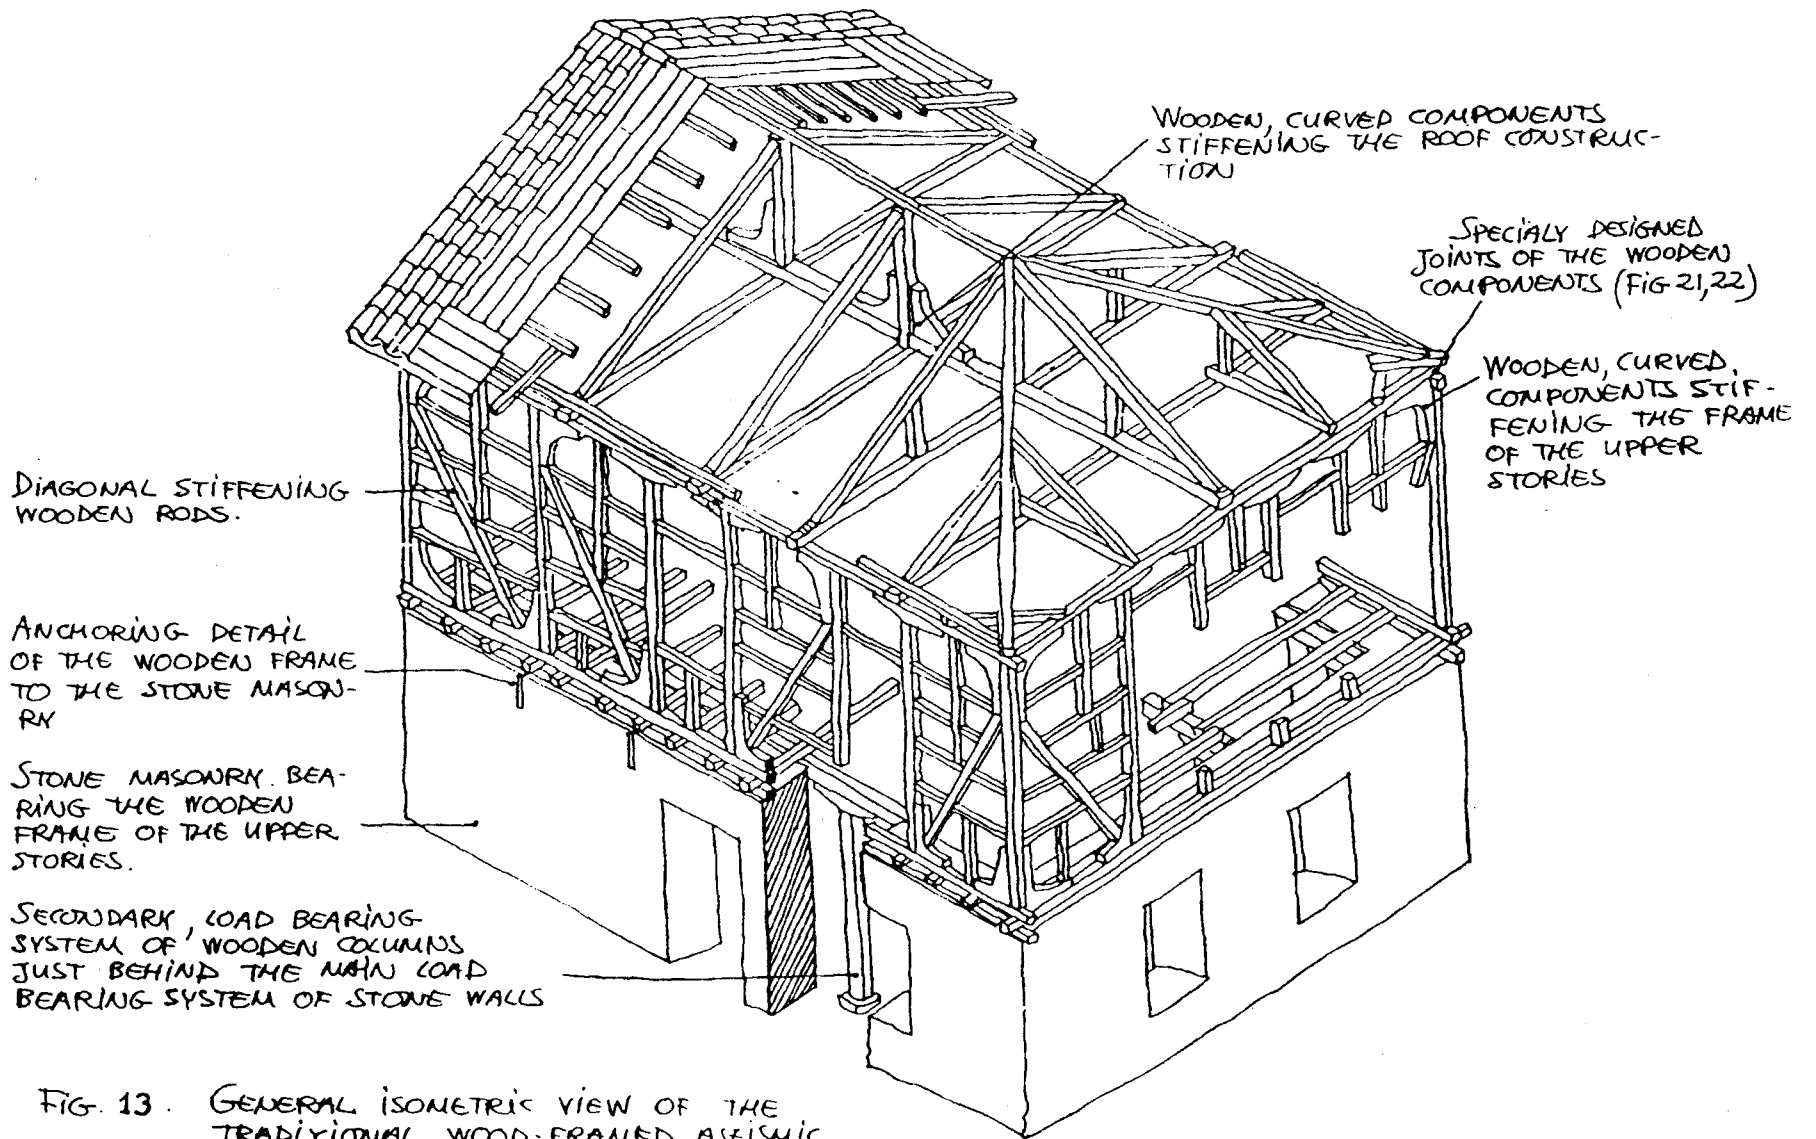 WOODEN, CURVED COMPONENTS
STIFFENING THE ROOF CONSTRUC-
TION
SPECIALY DESIGNED
JOINTS OF THE WOODEN
COMPONENTS (FIG 21,22)
WOODEN, CURVED,
COMPONENTS STIF-
FENING THE FRAME
OF THE UPPER
STORIES
DIAGONAL STIFFENING
WOODEN RODS.
ANCHORING DETAIL
OF THE WOODEN FRAME
TO THE STONE MASON-
RY
STONE MASONRY. BEA-
RING THE WOODEN
FRAME OF THE UPPER
STORIES.
SECONDARY, LOAD BEARING
SYSTEM OF WOODEN COLUMNS
JUST BEHIND THE MAIN LOAD
BEARING SYSTEM OF STONE WALLS
FIG. 13. GENERAL ISOMETRIC VIEW OF THE
TRADITIONAL WOOD-FRAMED ASEISMIC